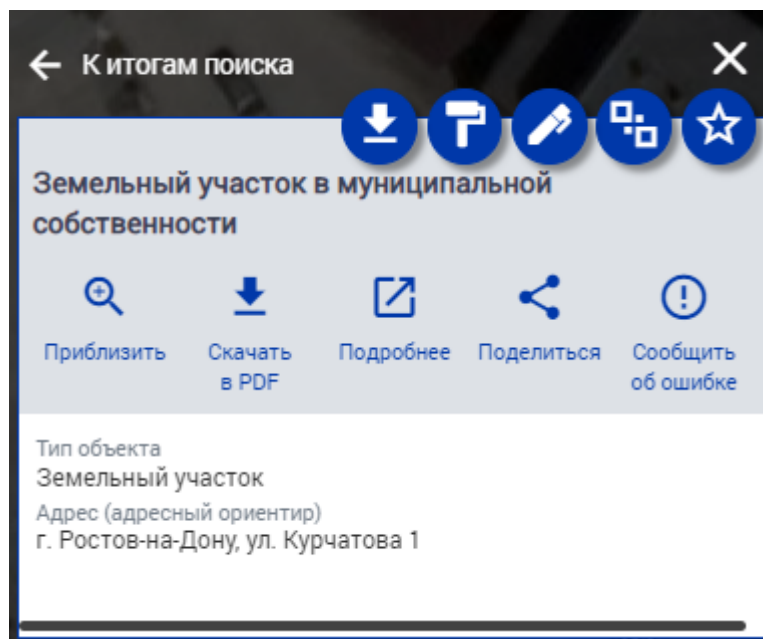 К итогам поиска
Земельный участок в муниципальной
собственности
Приблизить Скачать Подробнее Поделиться Сообщить
в PDF об ошибке
Тип объекта
Земельный участок
Адрес (адресный ориентир)
г. Ростов-на-Дону, ул. Курчатова 1